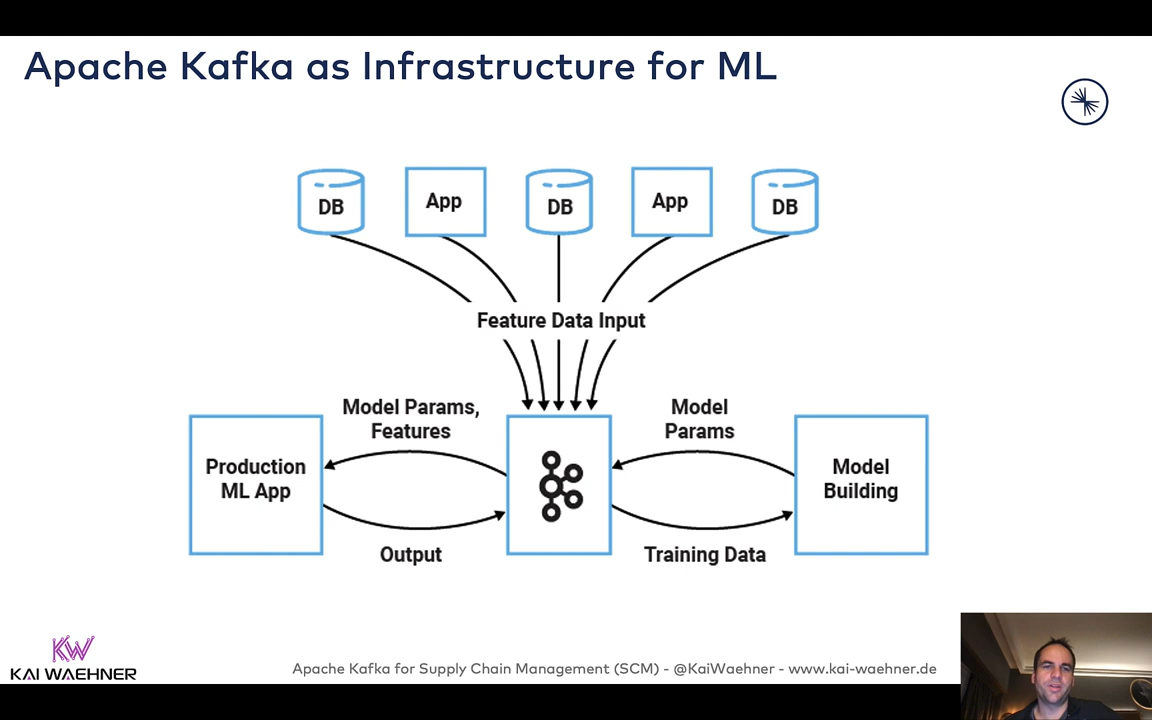 Apache Kafka as Infrastructure for ML
DB
App
DB
App
DB
Feature Data Input
Model Params,
Features
Model
Params
Production
ML App
Model
Building
Output
Training Data
KW
KAI WAEHNER
Apache Kafka for Supply Chain Management (SCM) - @KaiWaehner - www.kai-waehner.de